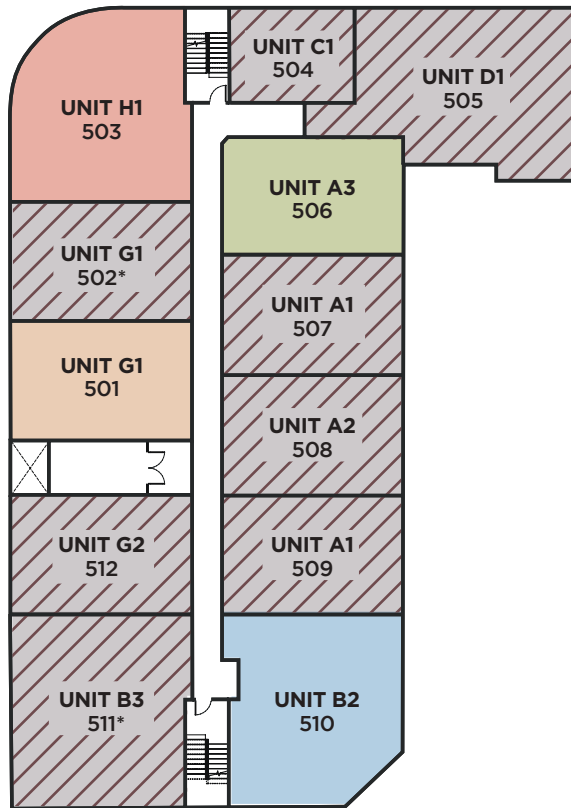 UNIT C1
504
UNIT D1
505
UNIT H1
503
UNIT A3
506
UNIT G1
502*
UNIT A1
507
UNIT G1
501
UNIT A2
508
UNIT G2
512
UNIT A1
509
UNIT B3
511*
UNIT B2
510